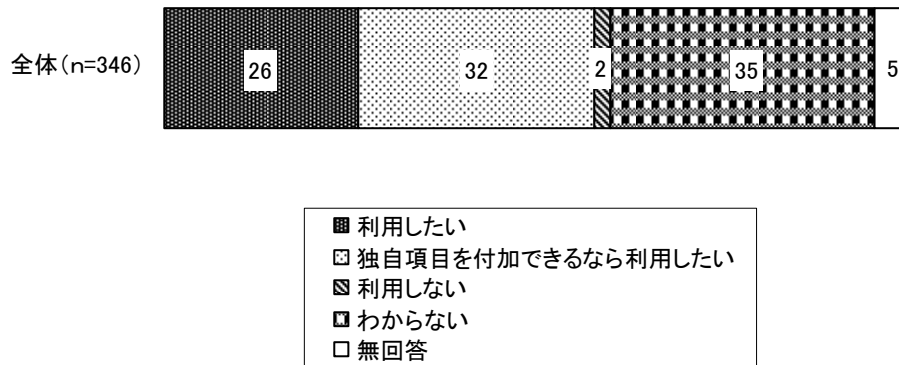 全体(n=346)
26
32
2
35
5
利用したい
独自項目を付加できるなら利用したい
利用しない
わからない
無回答